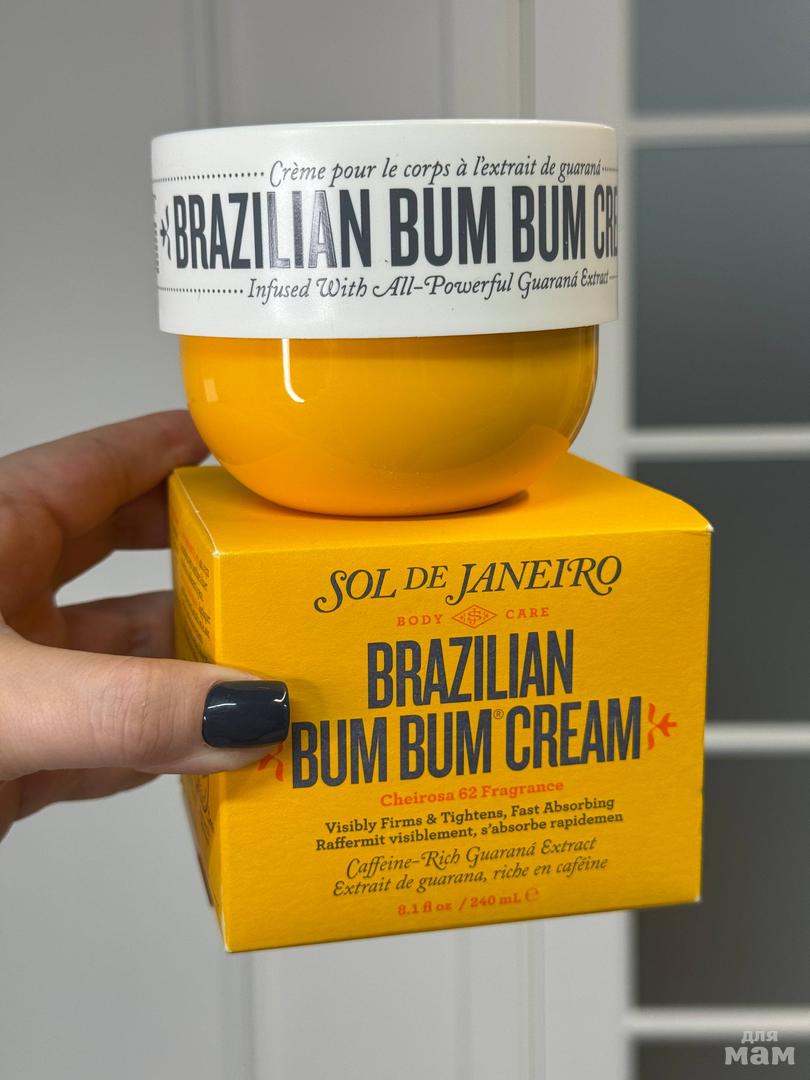 Crème pour le corps à l'extrait de guaraná
BRAZILIAN BUM BUM CRE
Infused With All-Powerful Guaraná Extract
SOL DE JANEIRO
BODY CARE
BRAZILIAN
BUM BUM® CREAM
Cheirosa 62 Fragrance
Visibly Firms & Tightens, Fast Absorbing
Raffermit visiblement, s'absorbe rapidemen
Caffeine-Rich Guaraná Extract
Extrait de guarana, riche en caféine
8.1 fl oz / 240 mL ℮
для
мам